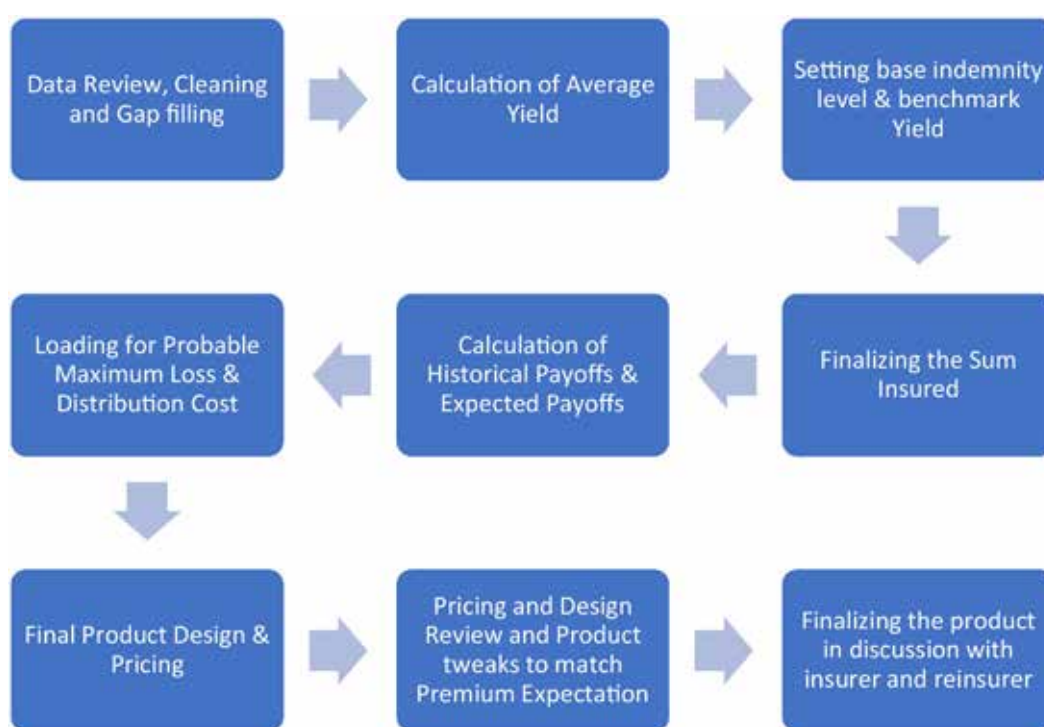 Data Review, Cleaning
and Gap filling
Calculation of Average
Yield
Setting base indemnity
level & benchmark
Yield
Finalizing the Sum
Insured
Calculation of
Historical Payoffs &
Expected Payoffs
Loading for Probable
Maximum Loss &
Distribution Cost
Final Product Design &
Pricing
Pricing and Design
Review and Product
tweaks to match
Premium Expectation
Finalizing the product
in discussion with
insurer and reinsurer